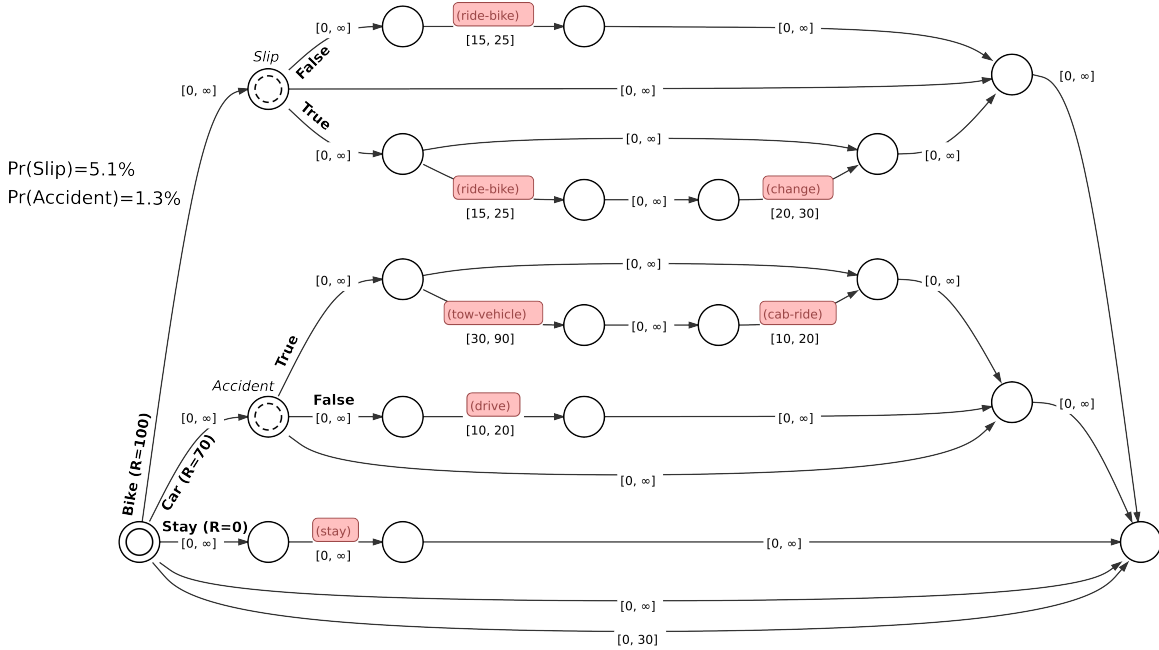 (ride-bike)
[0, ∞]
[0, ∞]
[15, 25]
False
Slip
[0, ∞]
[0, ∞]
[0, ∞]
True
[0, ∞]
[0, ∞]
[0, ∞]
Pr(Slip)=5.1%
Pr(Accident)=1.3%
(ride-bike)
(change)
[0, ∞]
[15, 25]
[20, 30]
[0, ∞]
[0, ∞]
[0, ∞]
(tow-vehicle)
(cab-ride)
[0, ∞]
[30, 90]
[10, 20]
True
Accident
False
(drive)
[0, ∞]
[0, ∞]
[0, ∞]
[0, ∞]
[10, 20]
Bike (R=100)
Car (R=70)
[0, ∞]
Stay (R=0)
(stay)
[0, ∞]
[0, ∞]
[0, ∞]
[0, ∞]
[0, 30]